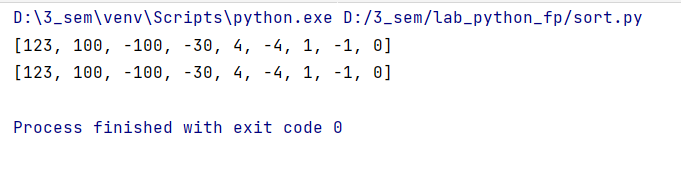 D:\3_sem\venv\Scripts\python.exe D:/3_sem/lab_python_fp/sort.py
[123, 100, -100, -30, 4, -4, 1, -1, 0]
[123, 100, -100, -30, 4, -4, 1, -1, 0]
Process finished with exit code 0